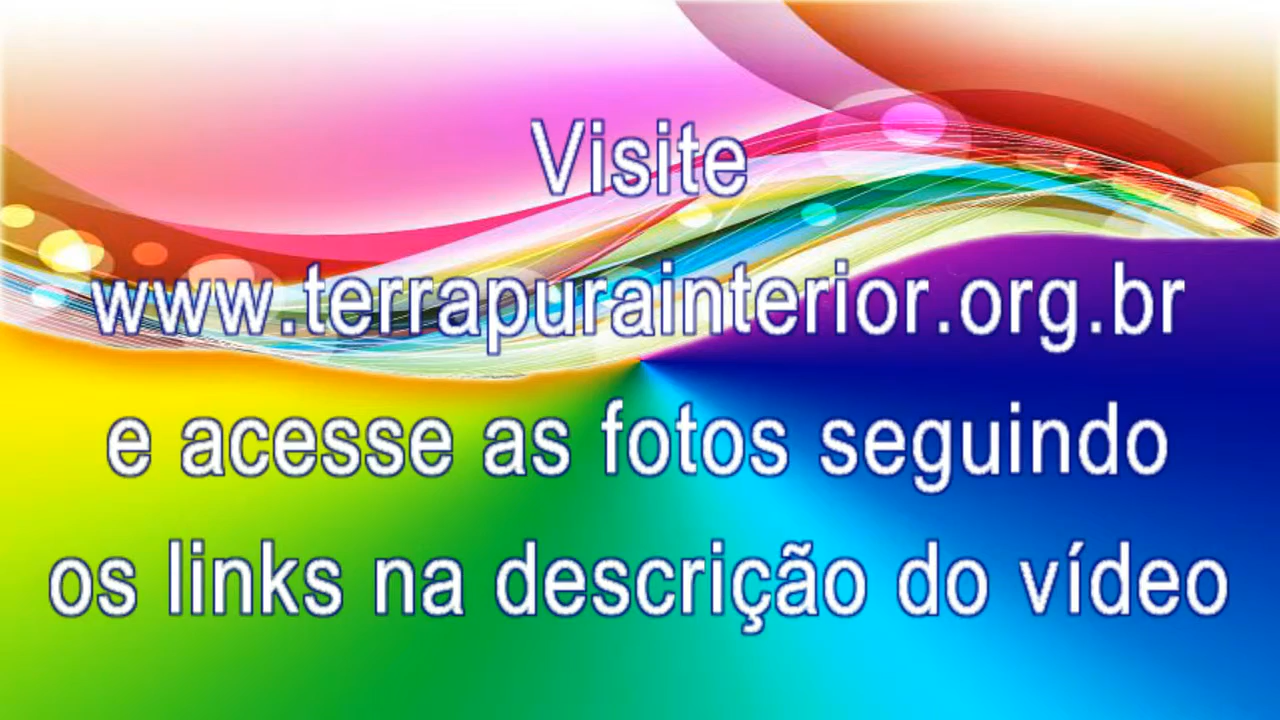 Visite
www.terrapurainterior.org.br
e acesse as fotos seguindo
os links na descrição do vídeo